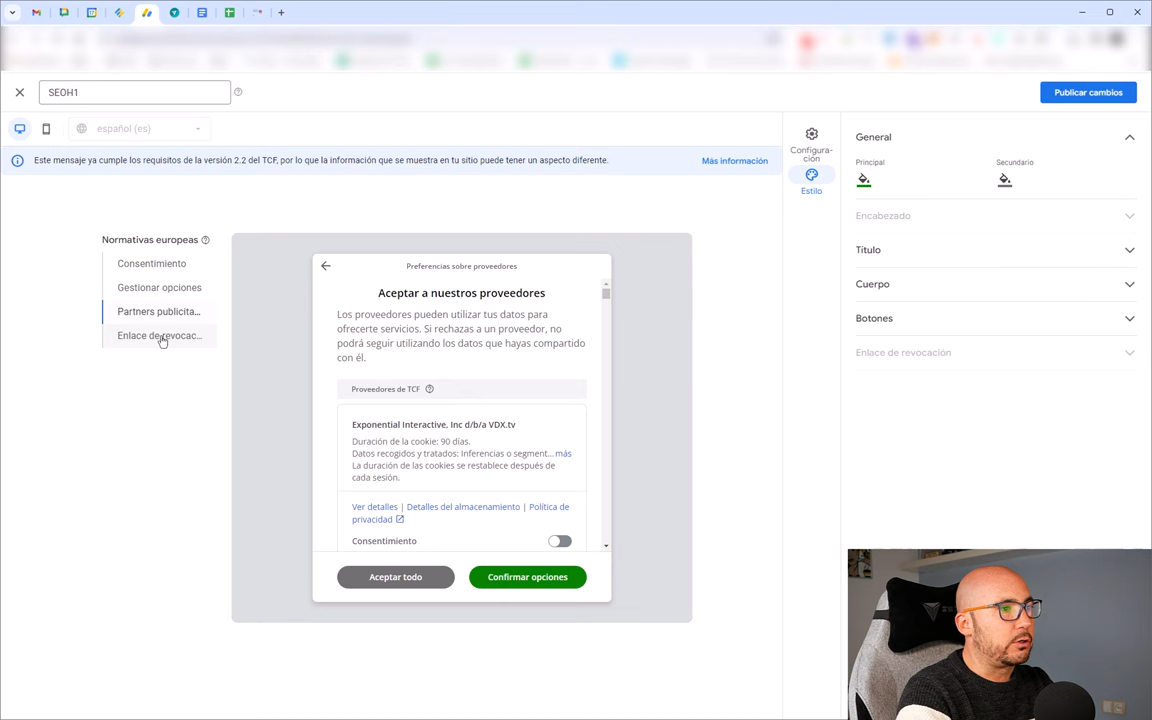 SEOH1
Publicar cambios
español (es)
Este mensaje ya cumple los requisitos de la versión 2.2 del TCF, por lo que la información que se muestra en tu sitio puede tener un aspecto diferente.
Más información
Configura-
ción
Estilo
General
Principal
Secundario
Encabezado
Título
Cuerpo
Botones
Enlace de revocación
Normativas europeas
Consentimiento
Gestionar opciones
Partners publicita...
Enlace de revocac...
Preferencias sobre proveedores
Aceptar a nuestros proveedores
Los proveedores pueden utilizar tus datos para
ofrecerte servicios. Si rechazas a un proveedor, no
podrá seguir utilizando los datos que hayas compartido
con él.
Proveedores de TCF
Exponential Interactive, Inc d/b/a VDX.tv
Duración de la cookie: 90 días.
Datos recogidos y tratados: Inferencias o segment... más
La duración de las cookies se restablece después de
cada sesión.
Ver detalles | Detalles del almacenamiento | Política de
privacidad
Consentimiento
Aceptar todo
Confirmar opciones